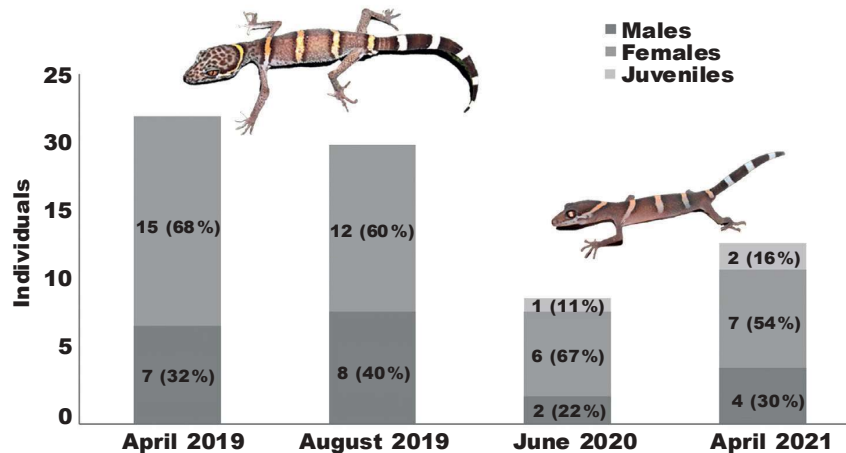 Males
Females
Juveniles
Individuals
25
30
15
10
5
0
15 (68%)
7 (32%)
12 (60%)
8 (40%)
1 (11%)
6 (67%)
2 (22%)
2 (16%)
7 (54%)
4 (30%)
April 2019
August 2019
June 2020
April 2021